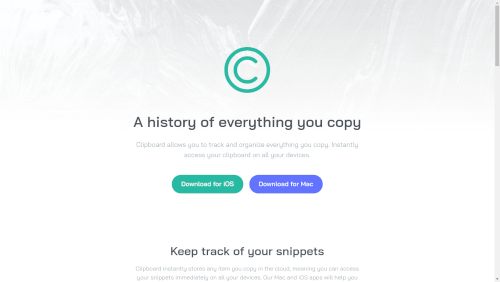 C
A history of everything you copy
Clipboard allows you to track and organize everything you copy. Instantly
access your clipboard on all your devices.
Download for iOS
Download for Mac
Keep track of your snippets
Clipboard instantly stores any item you copy in the cloud, meaning you can access
your snippets immediately on all your devices. Our Mac and iOS apps will help you